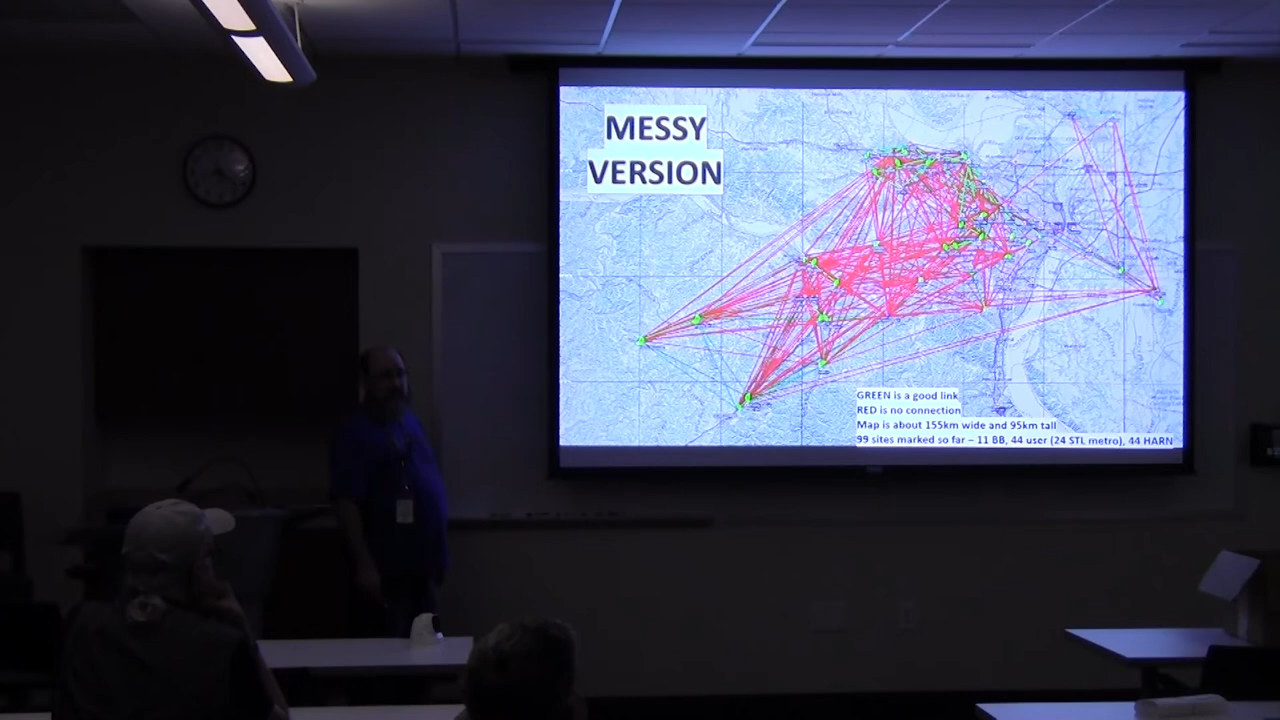 MESSY
VERSION
GREEN is a good link
RED is no connection
Map is about 155km wide and 95km tall
99 sites marked so far – 11 BB, 44 user (24 STL metro), 44 HARN